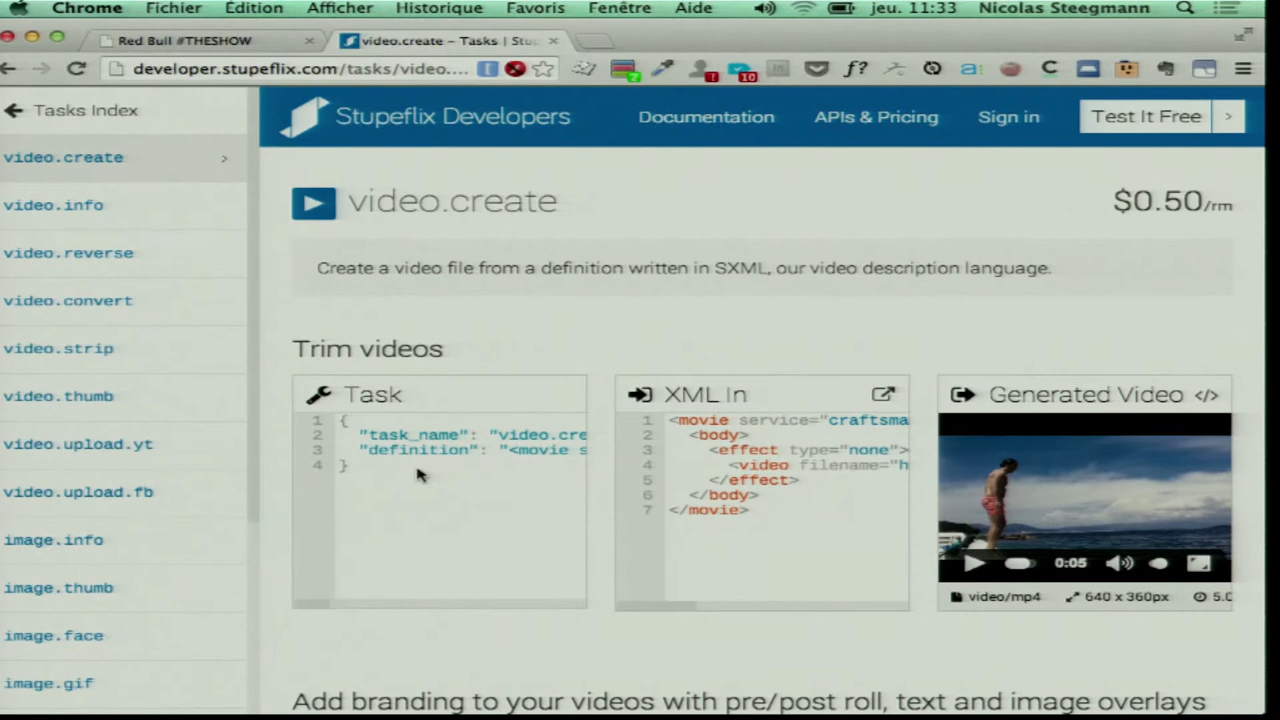 Chrome Fichier Édition Afficher Historique Favoris Fenêtre Aide jeu. 11:33 Nicolas Steegmann
Red Bull #THESHOW
video.create – Tasks | Stu
developer.stupeflix.com/tasks/video....
2
10
f?
a:
C
Tasks Index
Stupeflix Developers
Documentation
APIs & Pricing
Sign in
Test It Free
video.create
video.info
video.reverse
video.convert
video.strip
video.thumb
video.upload.yt
video.upload.fb
image.info
image.thumb
image.face
image.gif
video.create
$0.50/rm
Create a video file from a definition written in SXML, our video description language.
Trim videos
Task
1 {
2 "task_name": "video.cre
3 "definition": "<movie s
4 }
XML In
1 <movie service="craftsma
2 <body>
3 <effect type="none">
4 <video filename="h
5 </effect>
6 </body>
7 </movie>
Generated Video </>
0:05
video/mp4 640 x 360px 5.0
Add branding to your videos with pre/post roll, text and image overlays